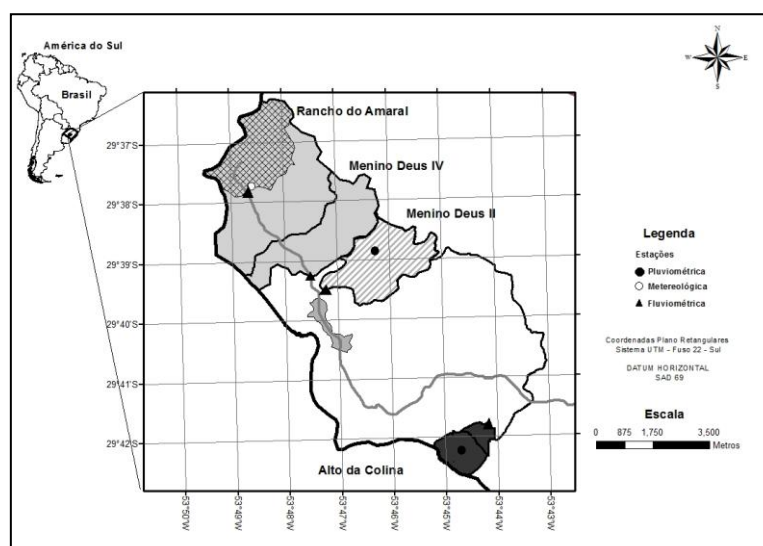 América do Sul
Brasil
N
W
E
S
Rancho do Amaral
Menino Deus IV
Menino Deus II
Alto da Colina
29°37'S
29°38'S
29°39'S
29°40'S
29°41'S
29°42'S
-53°50'W
-53°49'W
-53°48'W
-53°47'W
-53°46'W
-53°45'W
-53°44'W
-53°43'W
Legenda
Estações
Pluviométrica
Metereológica
Fluviométrica
Coordenadas Plano Retangulares
Sistema UTM – Fuso 22 - Sul
DATUM HORIZONTAL
SAD 69
Escala
0 875 1,750 3,500
Metros